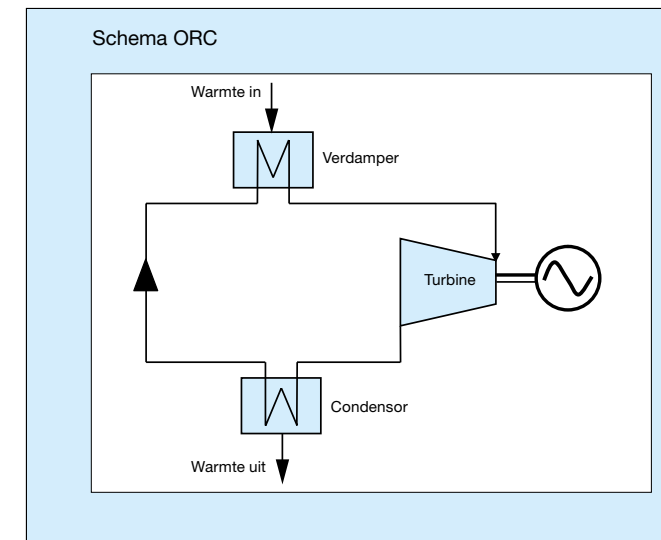 Schema ORC
Warmte in
Verdamper
Turbine
Condensor
Warmte uit